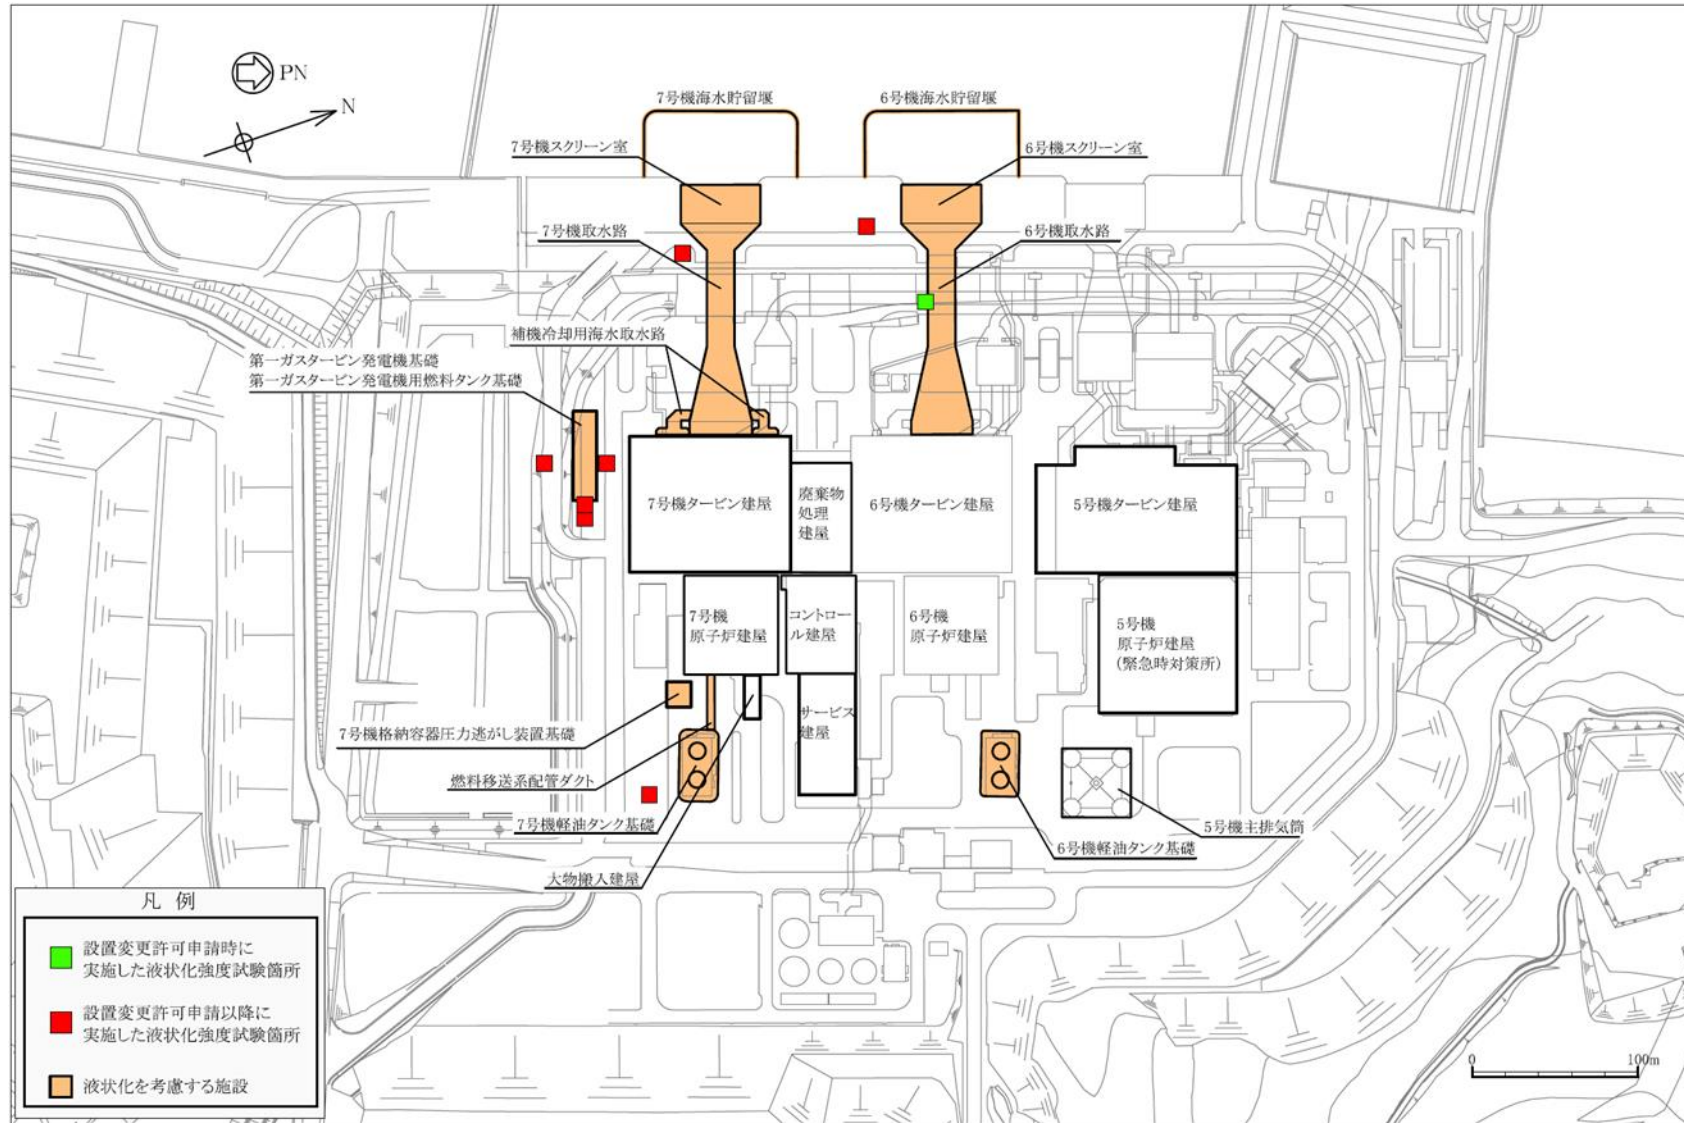 PN
N
7号機海水貯留堰
6号機海水貯留堰
7号機スクリーン室
6号機スクリーン室
7号機取水路
6号機取水路
補機冷却用海水取水路
第一ガスタービン発電機基礎
第一ガスタービン発電機用燃料タンク基礎
7号機タービン建屋
廃棄物
処理
建屋
6号機タービン建屋
5号機タービン建屋
7号機
原子炉建屋
コントロー
ル建屋
6号機
原子炉建屋
5号機
原子炉建屋
(緊急時対策所)
サービス
建屋
7号機格納容器圧力逃がし装置基礎
燃料移送系配管ダクト
7号機軽油タンク基礎
大物搬入建屋
5号機主排気筒
6号機軽油タンク基礎
凡 例
設置変更許可申請時に
実施した液状化強度試験箇所
設置変更許可申請以降に
実施した液状化強度試験箇所
液状化を考慮する施設
0
100m